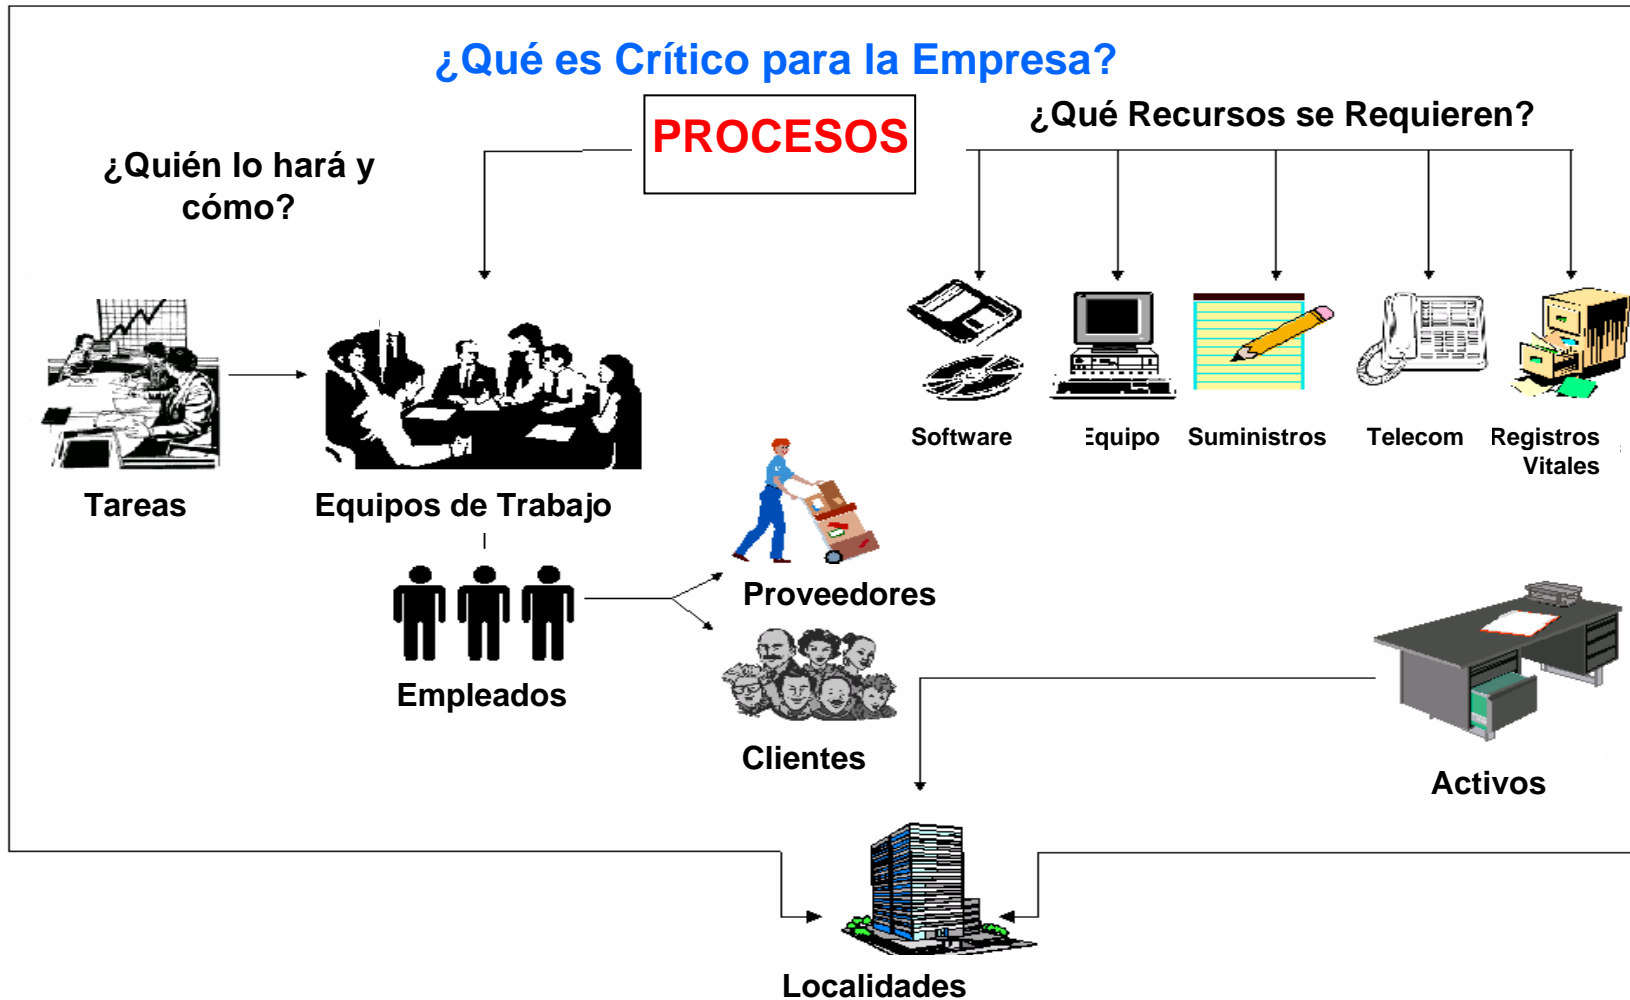 ¿Qué es Crítico para la Empresa?
PROCESOS
¿Qué Recursos se Requieren?
¿Quién lo hará y
cómo?
Software
Equipo
Suministros
Telecom
Registros
Vitales
Tareas
Equipos de Trabajo
Proveedores
Empleados
Clientes
Activos
Localidades